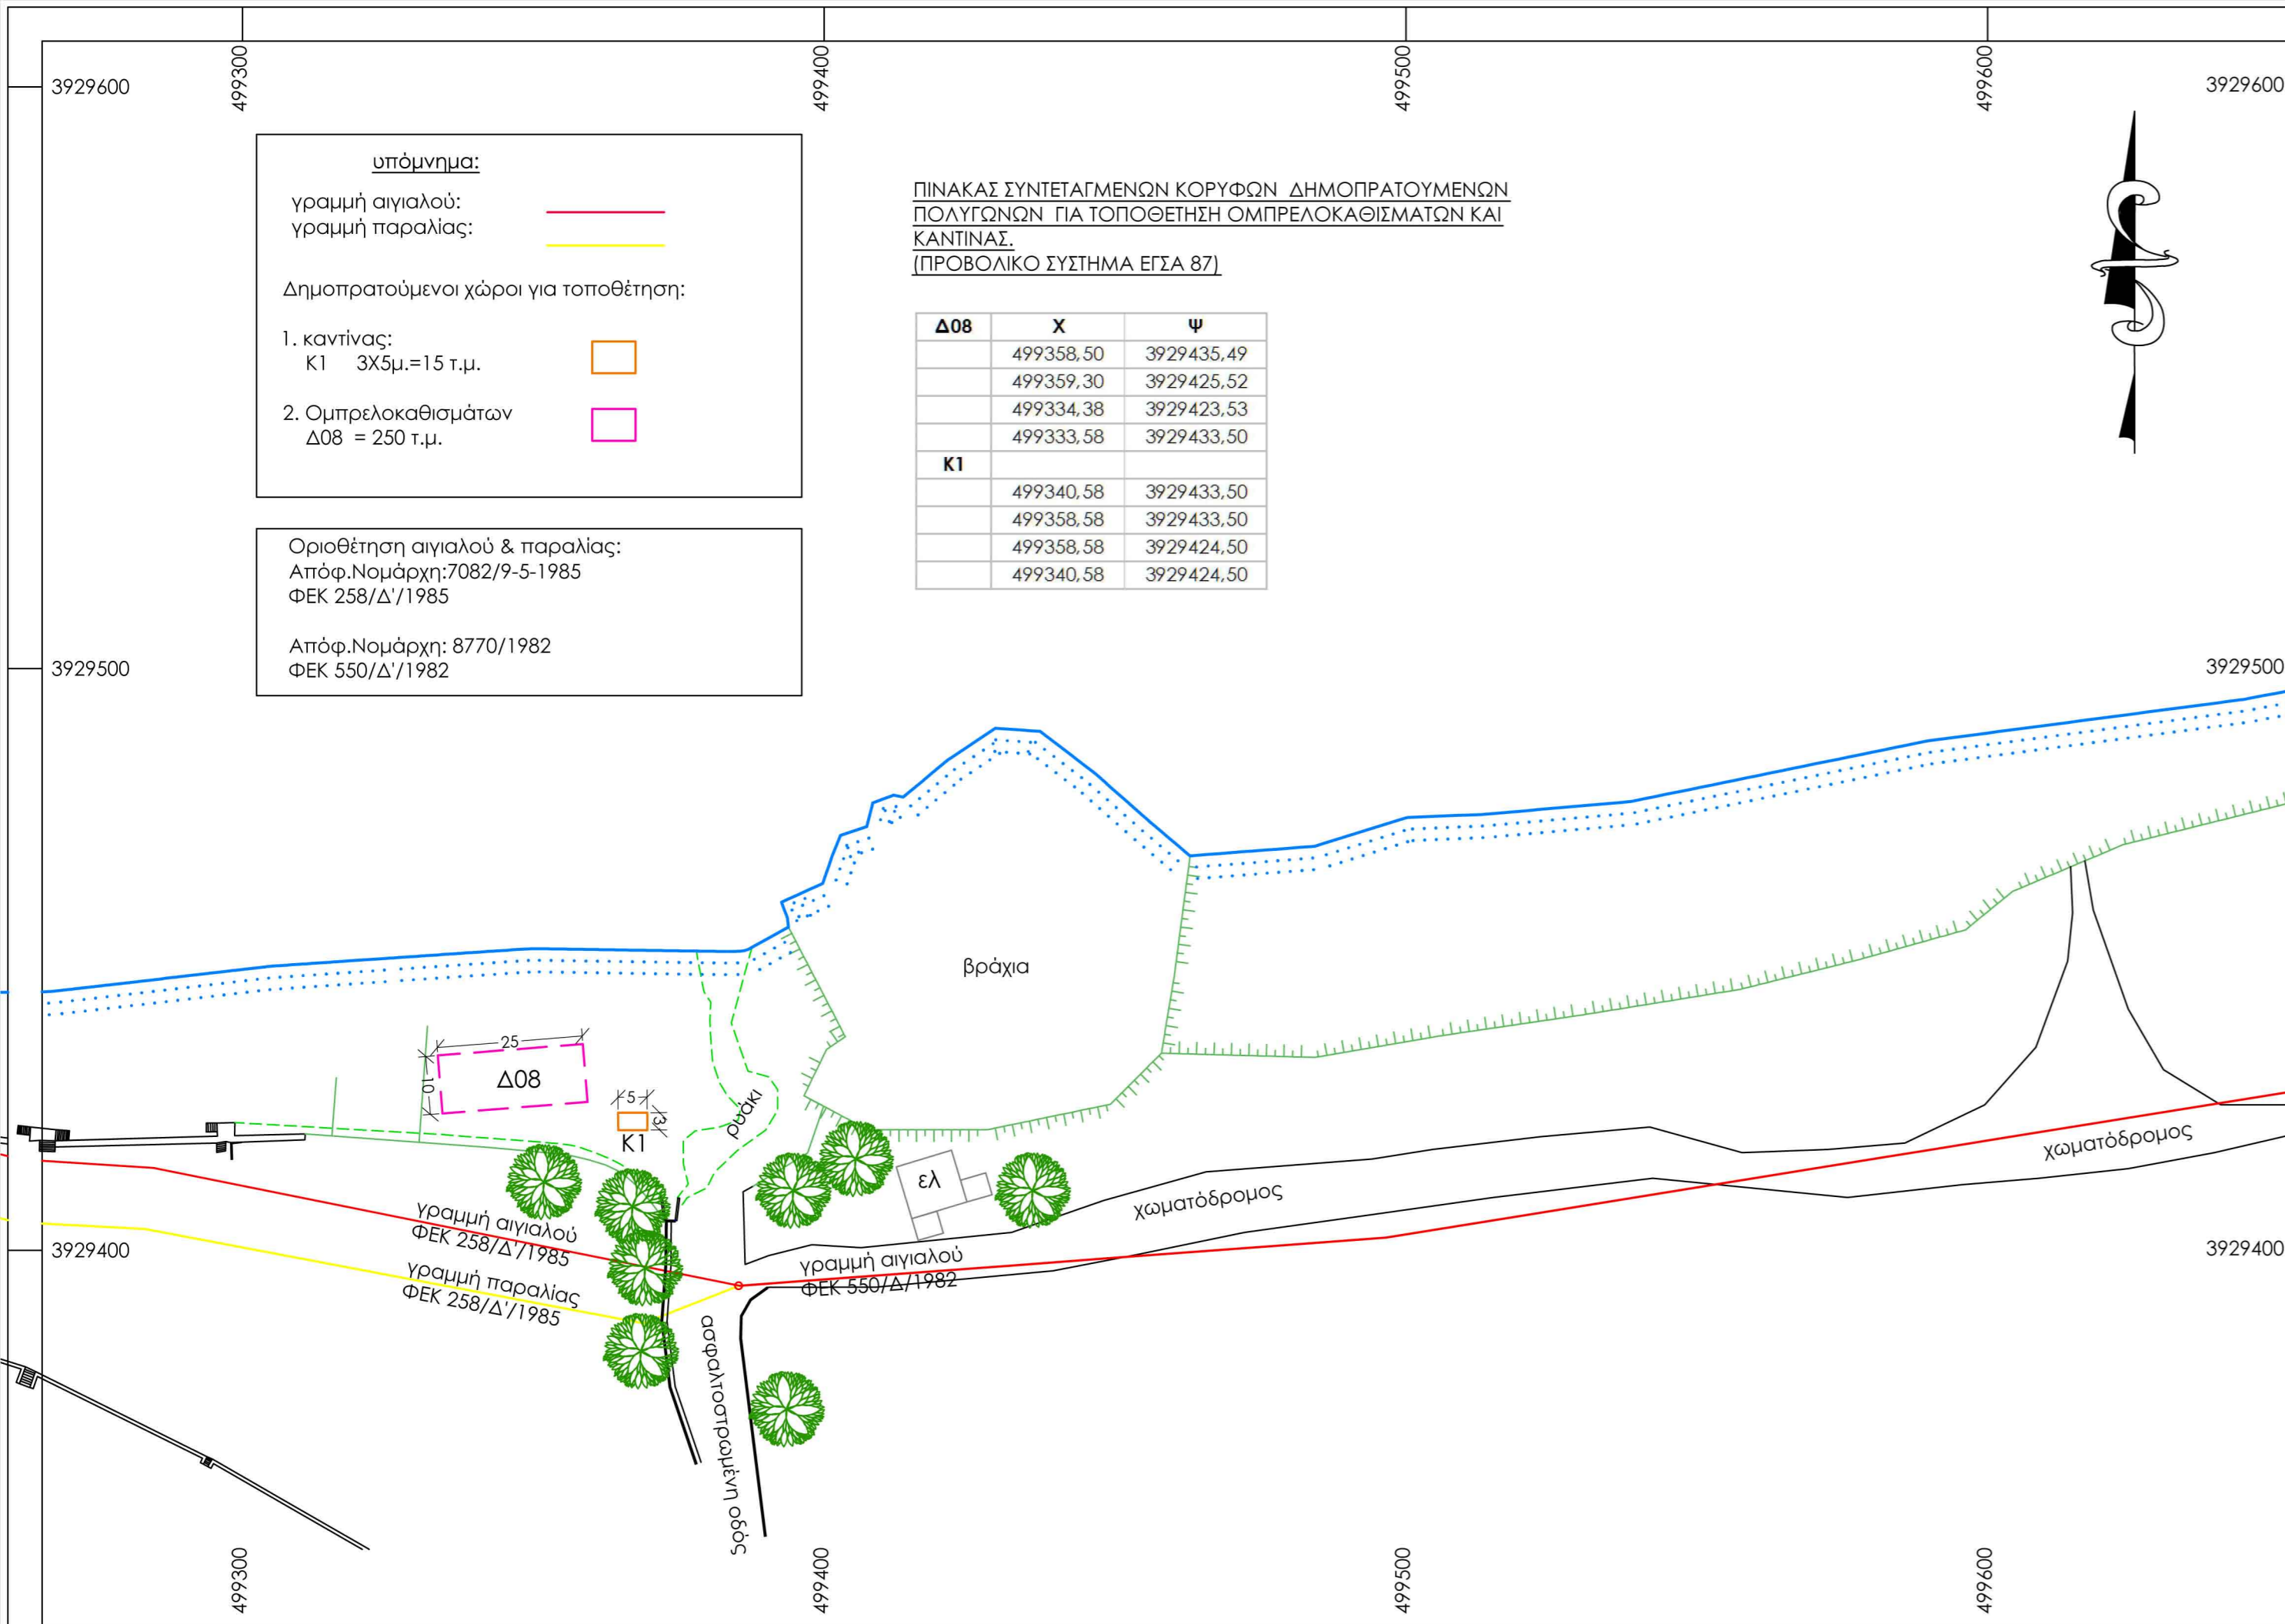 499300
499400
499500
499600
3929600
3929600
υπόμνημα:
γραμμή αιγιαλού:
γραμμή παραλίας:
Δημοπρατούμενοι χώροι για τοποθέτηση:
1. καντίνας:
Κ1 3Χ5μ.=15 τ.μ.
2. Ομπρελοκαθισμάτων
Δ08 = 250 τ.μ.
ΠΙΝΑΚΑΣ ΣΥΝΤΕΤΑΓΜΕΝΩΝ ΚΟΡΥΦΩΝ ΔΗΜΟΠΡΑΤΟΥΜΕΝΩΝ
ΠΟΛΥΓΩΝΩΝ ΓΙΑ ΤΟΠΟΘΕΤΗΣΗ ΟΜΠΡΕΛΟΚΑΘΙΣΜΑΤΩΝ ΚΑΙ
ΚΑΝΤΙΝΑΣ.
(ΠΡΟΒΟΛΙΚΟ ΣΥΣΤΗΜΑ ΕΓΣΑ 87)
Δ08 Χ Ψ
499358,50 3929435,49
499359,30 3929425,52
499334,38 3929423,53
499333,58 3929433,50
Κ1
499340,58 3929433,50
499358,58 3929433,50
499358,58 3929424,50
499340,58 3929424,50
Οριοθέτηση αιγιαλού & παραλίας:
Απόφ.Νομάρχη:7082/9-5-1985
ΦΕΚ 258/Δ'/1985
Απόφ.Νομάρχη: 8770/1982
ΦΕΚ 550/Δ'/1982
3929500
3929500
βράχια
25
10
Δ08
5
3
Κ1
ρυάκι
ελ
χωματόδρομος
χωματόδρομος
γραμμή αιγιαλού
ΦΕΚ 258/Δ'/1985
γραμμή παραλίας
ΦΕΚ 258/Δ'/1985
γραμμή αιγιαλού
ΦΕΚ 550/Δ/1982
3929400
3929400
ασφαλτοστρωμένη οδός
499300
499400
499500
499600